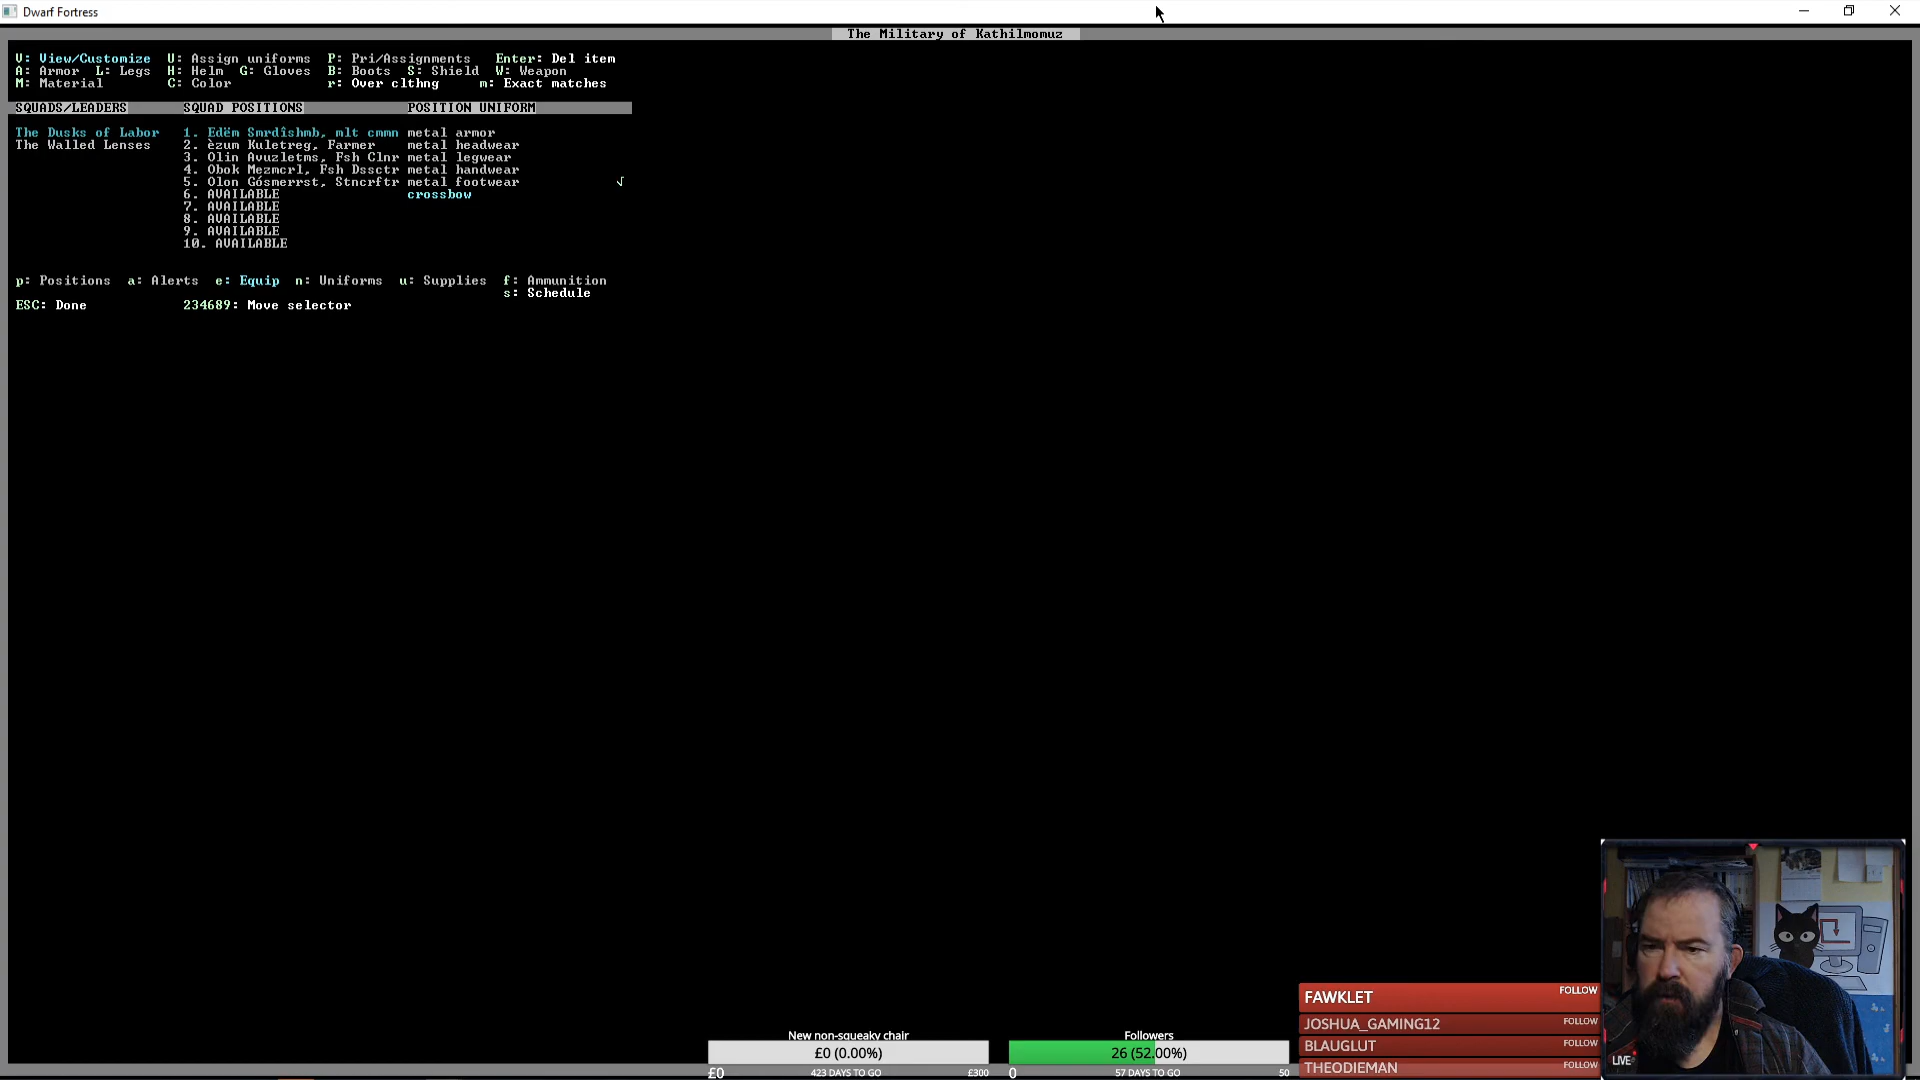 Dwarf Fortress
The Military of Kathilmomuz
V: View/Customize U: Assign uniforms P: Pri/Assignments Enter: Del item
A: Armor L: Legs H: Helm G: Gloves B: Boots S: Shield W: Weapon
M: Material C: Color r: Over clthng m: Exact matches
SQUADS/LEADERS SQUAD POSITIONS POSITION UNIFORM
The Dusks of Labor 1. Edëm Smrdîshmb, mlt cmmn metal armor
The Walled Lenses 2. èzum Kuletreg, Farmer metal headwear
3. Olin Avuzletms, Fsh Clnr metal legwear
4. Obok Mezmcrl, Fsh Dssctr metal handwear
5. Olon Gósmerrst, Stncrftr metal footwear √
6. AVAILABLE crossbow
7. AVAILABLE
8. AVAILABLE
9. AVAILABLE
10. AVAILABLE
p: Positions a: Alerts e: Equip n: Uniforms u: Supplies f: Ammunition
s: Schedule
ESC: Done 234689: Move selector
New non-squeaky chair
£0 (0.00%)
£0 423 DAYS TO GO £300
Followers
26 (52.00%)
0 57 DAYS TO GO 50
FAWKLET FOLLOW
JOSHUA_GAMING12 FOLLOW
BLAUGLUT FOLLOW
THEODIEMAN FOLLOW
LIVE